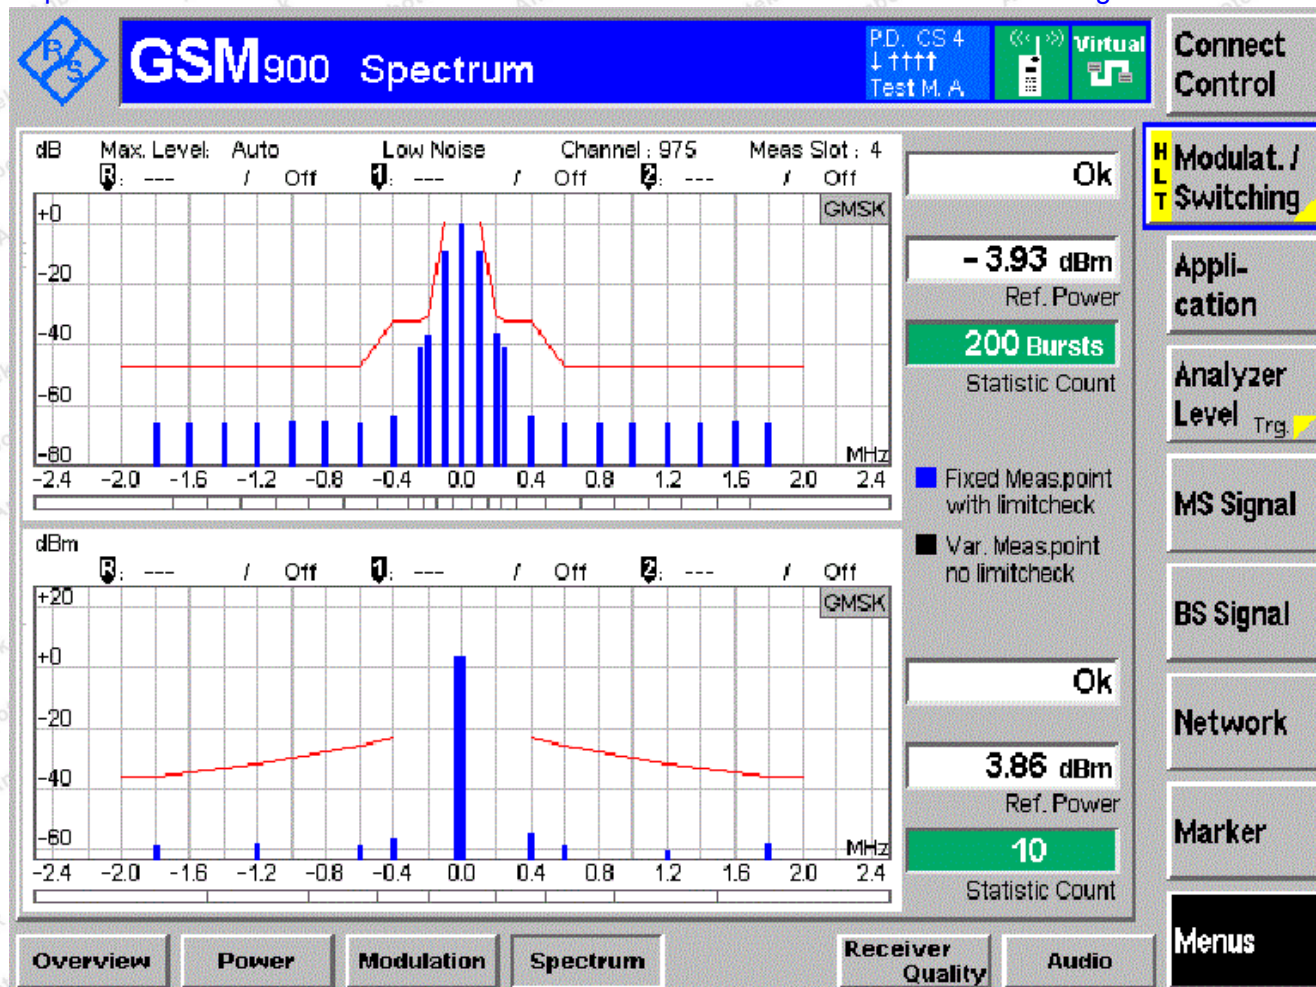 R S
GSM900 Spectrum
P.D. CS 4
↓ ↑↑↑↑
Test M. A.
Virtual
Connect
Control
dB Max. Level: Auto Low Noise Channel : 975 Meas Slot : 4
R: --- / Off 1: --- / Off 2: --- / Off
GMSK
+0
-20
-40
-60
-80
MHz
-2.4 -2.0 -1.6 -1.2 -0.8 -0.4 0.0 0.4 0.8 1.2 1.6 2.0 2.4
Ok
- 3.93 dBm
Ref. Power
200 Bursts
Statistic Count
Fixed Meas.point
with limitcheck
Var. Meas.point
no limitcheck
dBm
R: --- / Off 1: --- / Off 2: --- / Off
GMSK
+20
+0
-20
-40
-60
MHz
-2.4 -2.0 -1.6 -1.2 -0.8 -0.4 0.0 0.4 0.8 1.2 1.6 2.0 2.4
Ok
3.86 dBm
Ref. Power
10
Statistic Count
HLT
Modulat. /
Switching
Appli-
cation
Analyzer
Level Trg.
MS Signal
BS Signal
Network
Marker
Menus
Overview
Power
Modulation
Spectrum
Receiver
Quality
Audio